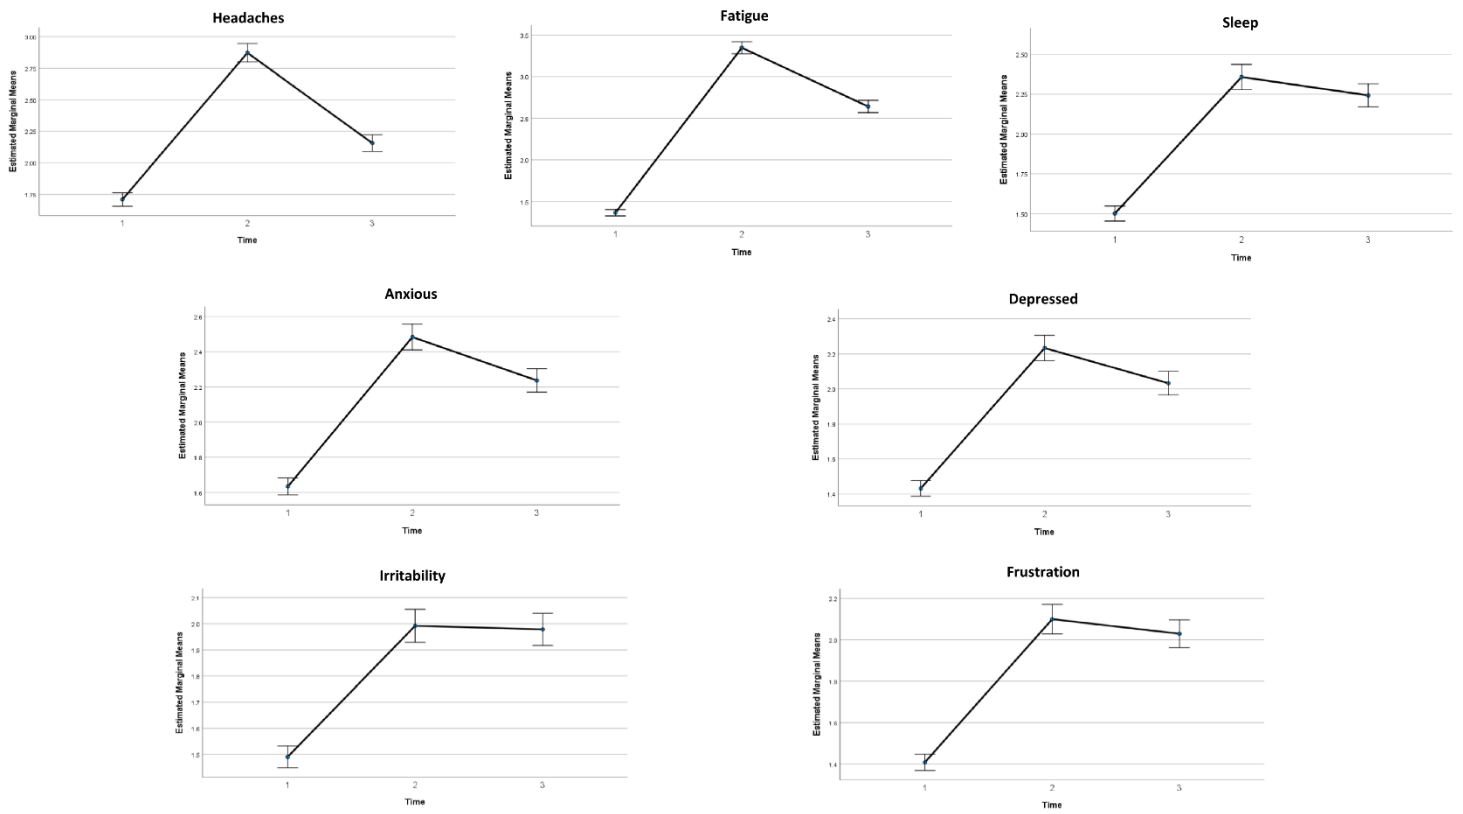 Headaches
Estimated Marginal Means
3.00
2.75
2.50
2.25
2.00
1.75
1 2 3
Time
Fatigue
Estimated Marginal Means
3.5
3.0
2.5
2.0
1.5
1 2 3
Time
Sleep
Estimated Marginal Means
2.50
2.25
2.00
1.75
1.50
1 2 3
Time
Anxious
Estimated Marginal Means
2.6
2.4
2.2
2.0
1.8
1.6
1 2 3
Time
Depressed
Estimated Marginal Means
2.4
2.2
2.0
1.8
1.6
1.4
1 2 3
Time
Irritability
Estimated Marginal Means
2.1
2.0
1.9
1.8
1.7
1.6
1.5
1 2 3
Time
Frustration
Estimated Marginal Means
2.2
2.0
1.8
1.6
1.4
1 2 3
Time